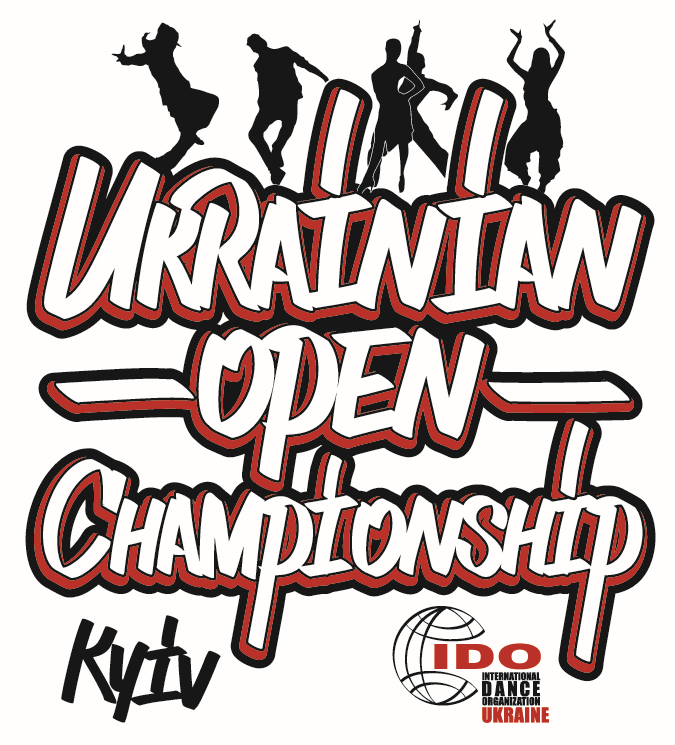 UKRAINIAN
OPEN
CHAMPIONSHIP
Kyiv
IDO
INTERNATIONAL
DANCE
ORGANIZATION
UKRAINE